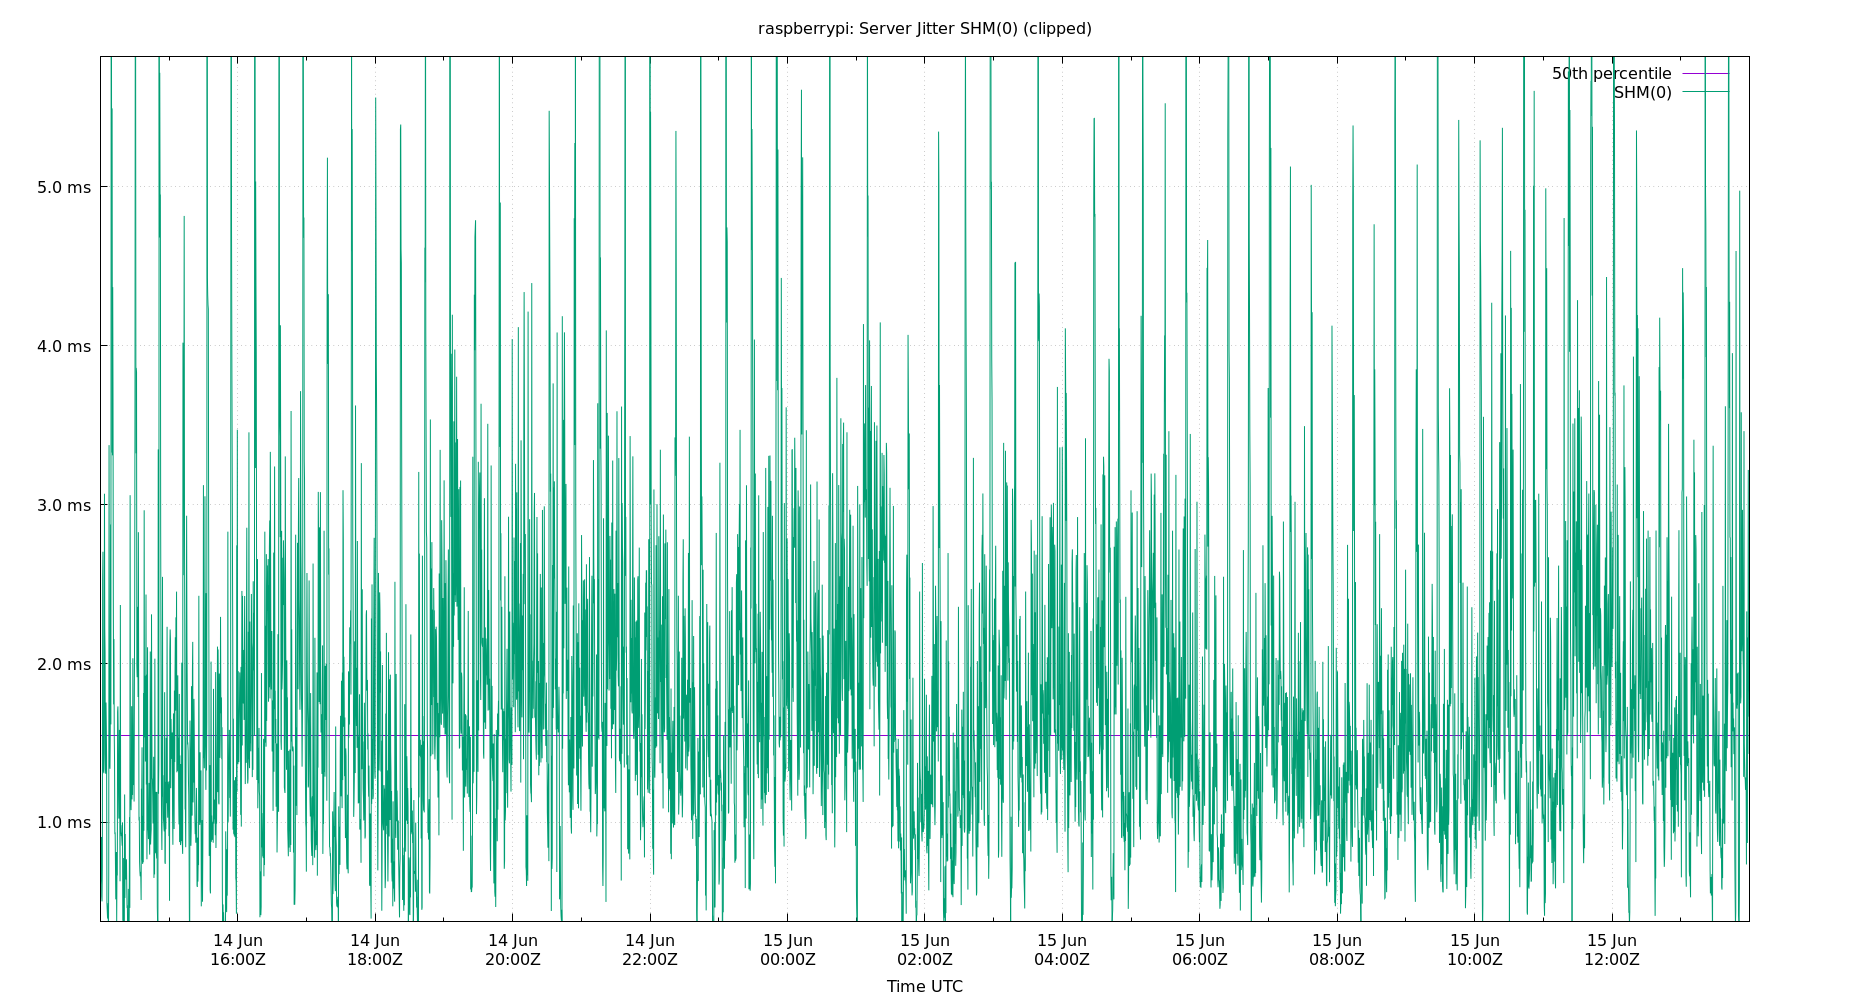 raspberrypi: Server Jitter SHM(0) (clipped)
50th percentile
SHM(0)
5.0 ms
4.0 ms
3.0 ms
2.0 ms
1.0 ms
14 Jun 14 Jun 14 Jun 14 Jun 15 Jun 15 Jun 15 Jun 15 Jun 15 Jun 15 Jun 15 Jun
16:00Z 18:00Z 20:00Z 22:00Z 00:00Z 02:00Z 04:00Z 06:00Z 08:00Z 10:00Z 12:00Z
Time UTC